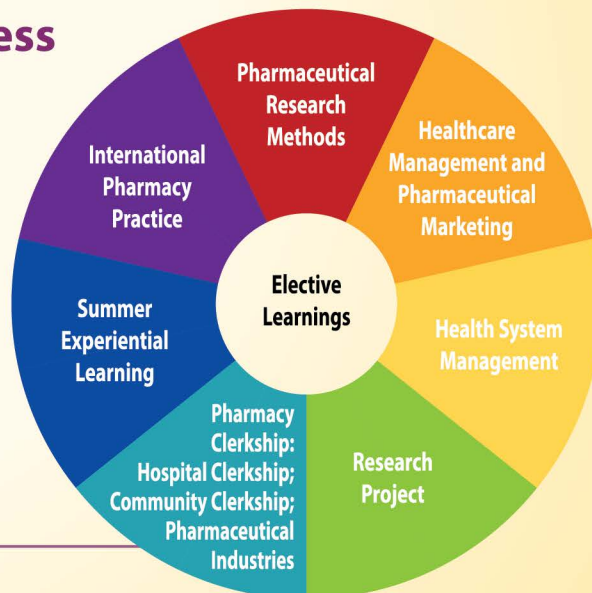 ess
Pharmaceutical
Research
Methods
Healthcare
Management and
Pharmaceutical
Marketing
Health System
Management
Research
Project
Pharmacy
Clerkship:
Hospital Clerkship;
Community Clerkship;
Pharmaceutical
Industries
Summer
Experiential
Learning
International
Pharmacy
Practice
Elective
Learnings